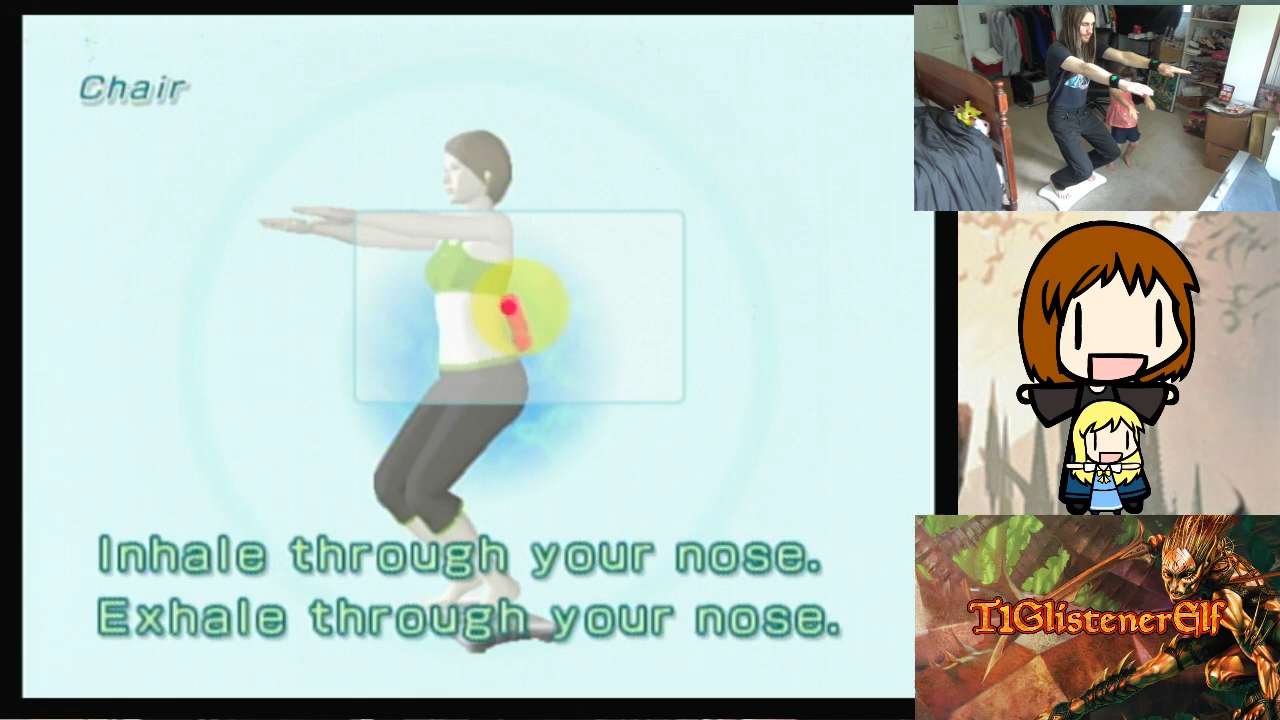 Chair
Inhale through your nose.
Exhale through your nose.
T1GlistenerElf